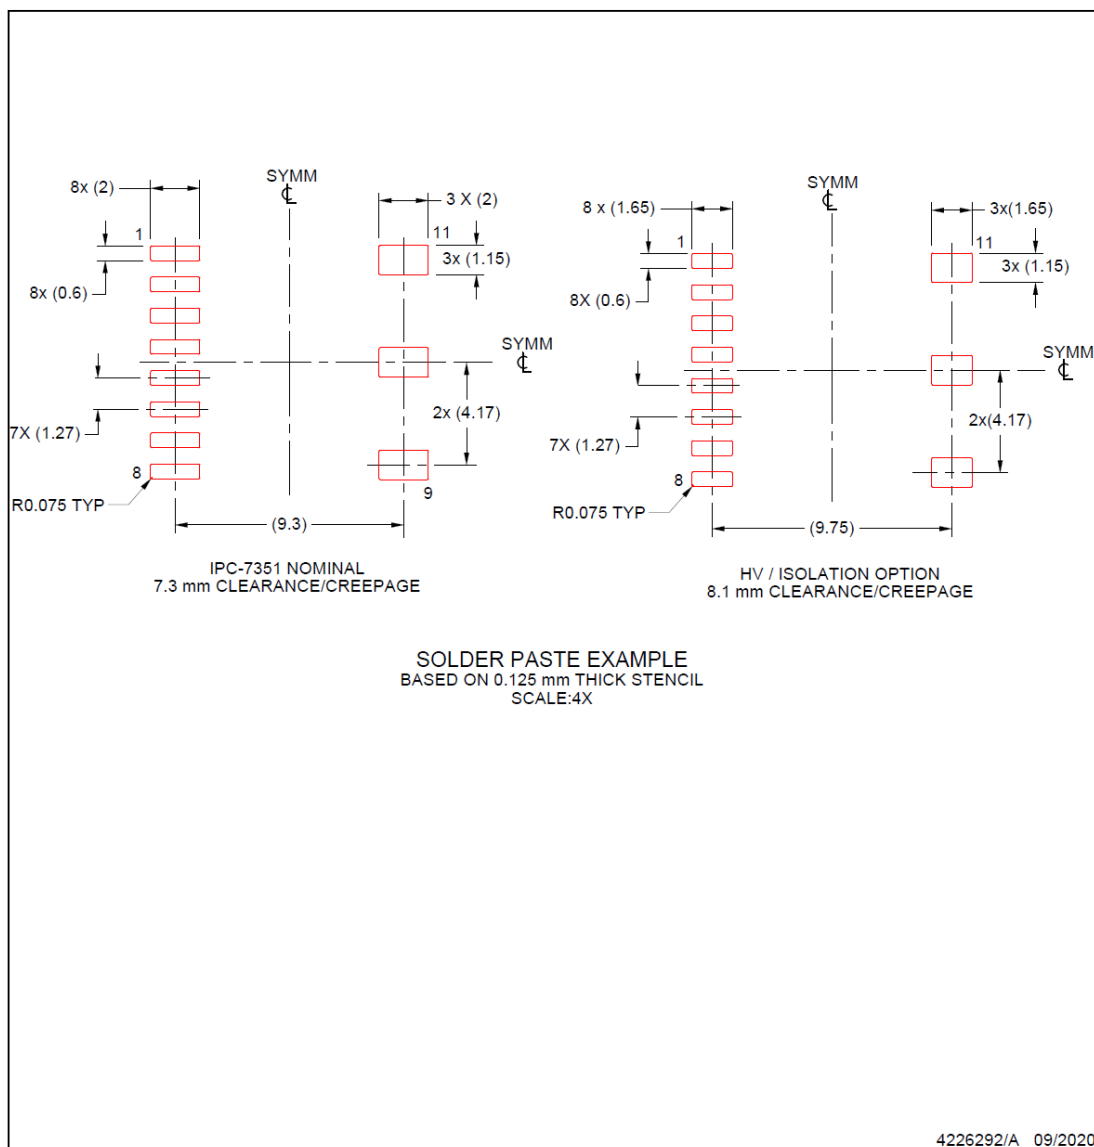 SYMM
8x (2)
3 X (2)
1
11
3x (1.15)
8x (0.6)
SYMM
2x (4.17)
7X (1.27)
8
R0.075 TYP
9
(9.3)
IPC-7351 NOMINAL
7.3 mm CLEARANCE/CREEPAGE
SYMM
8 x (1.65)
3x(1.65)
1
11
3x (1.15)
8X (0.6)
SYMM
2x(4.17)
7X (1.27)
8
R0.075 TYP
(9.75)
HV / ISOLATION OPTION
8.1 mm CLEARANCE/CREEPAGE
SOLDER PASTE EXAMPLE
BASED ON 0.125 mm THICK STENCIL
SCALE:4X
4226292/A 09/2020